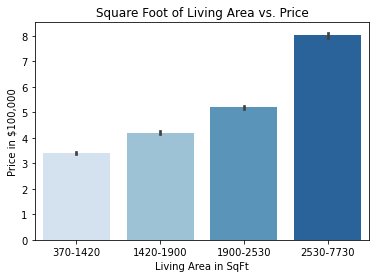 Square Foot of Living Area vs. Price
Price in $100,000
8
7
6
5
4
3
2
1
0
370-1420 1420-1900 1900-2530 2530-7730
Living Area in SqFt